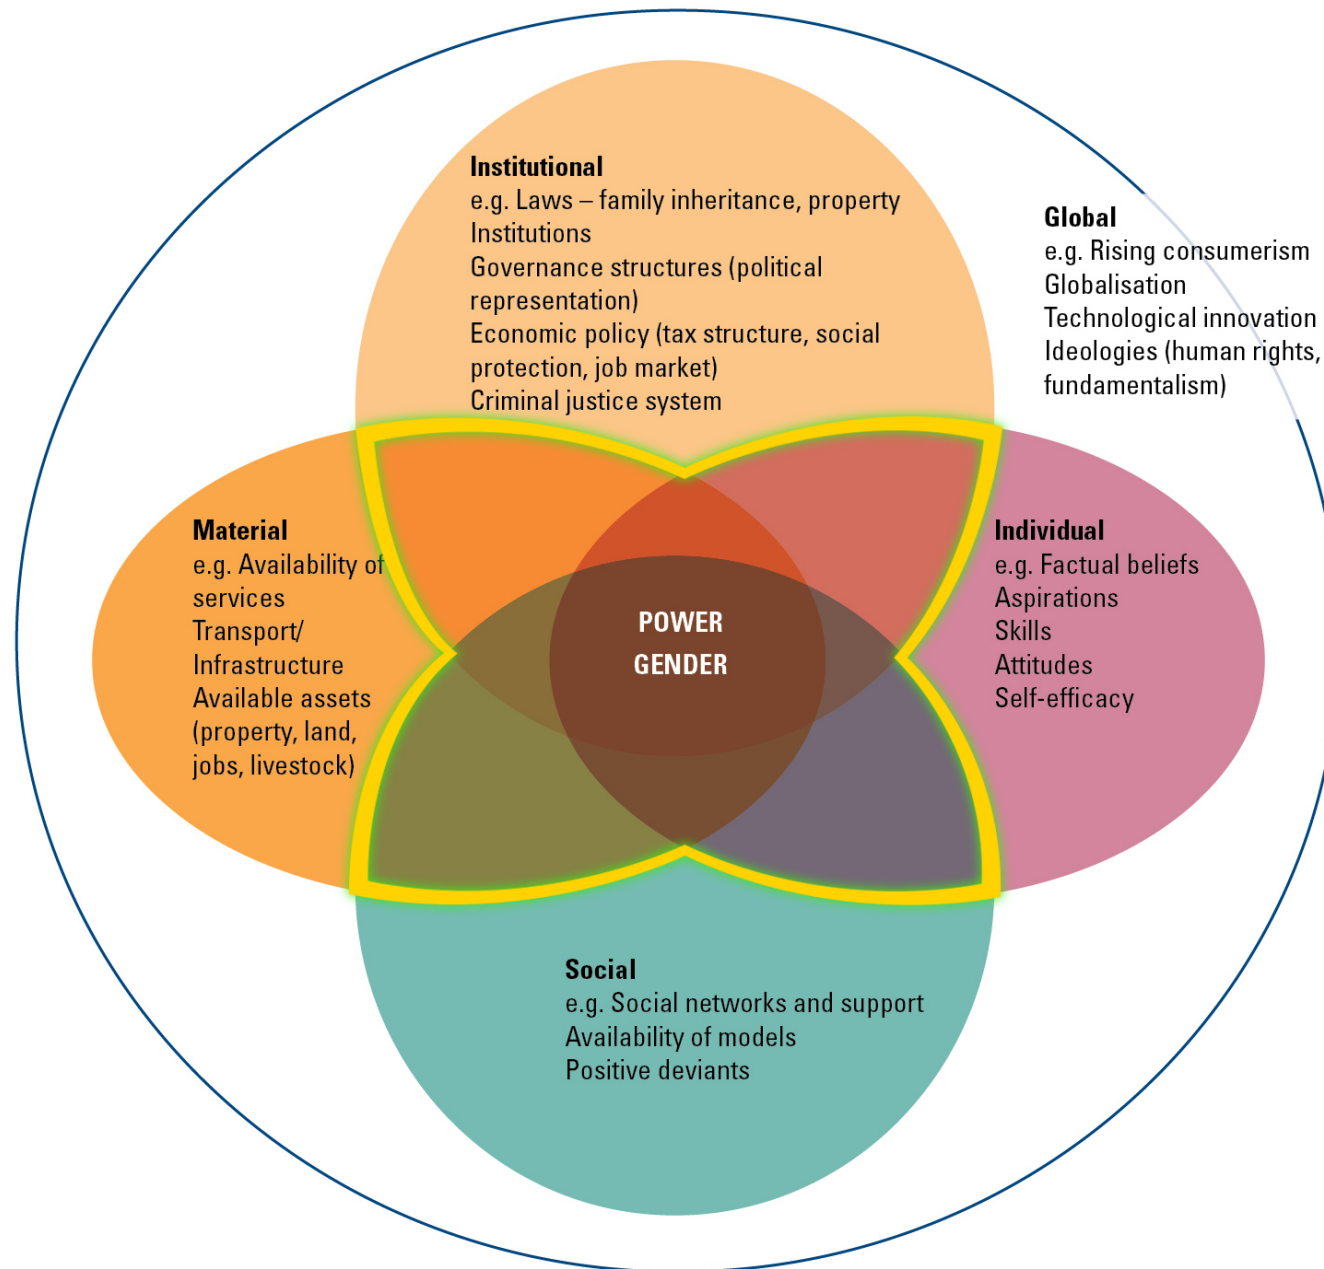 Institutional
e.g. Laws – family inheritance, property
Institutions
Governance structures (political
representation)
Economic policy (tax structure, social
protection, job market)
Criminal justice system
Global
e.g. Rising consumerism
Globalisation
Technological innovation
Ideologies (human rights,
fundamentalism)
Material
e.g. Availability of
services
Transport/
Infrastructure
Available assets
(property, land,
jobs, livestock)
POWER
GENDER
Individual
e.g. Factual beliefs
Aspirations
Skills
Attitudes
Self-efficacy
Social
e.g. Social networks and support
Availability of models
Positive deviants